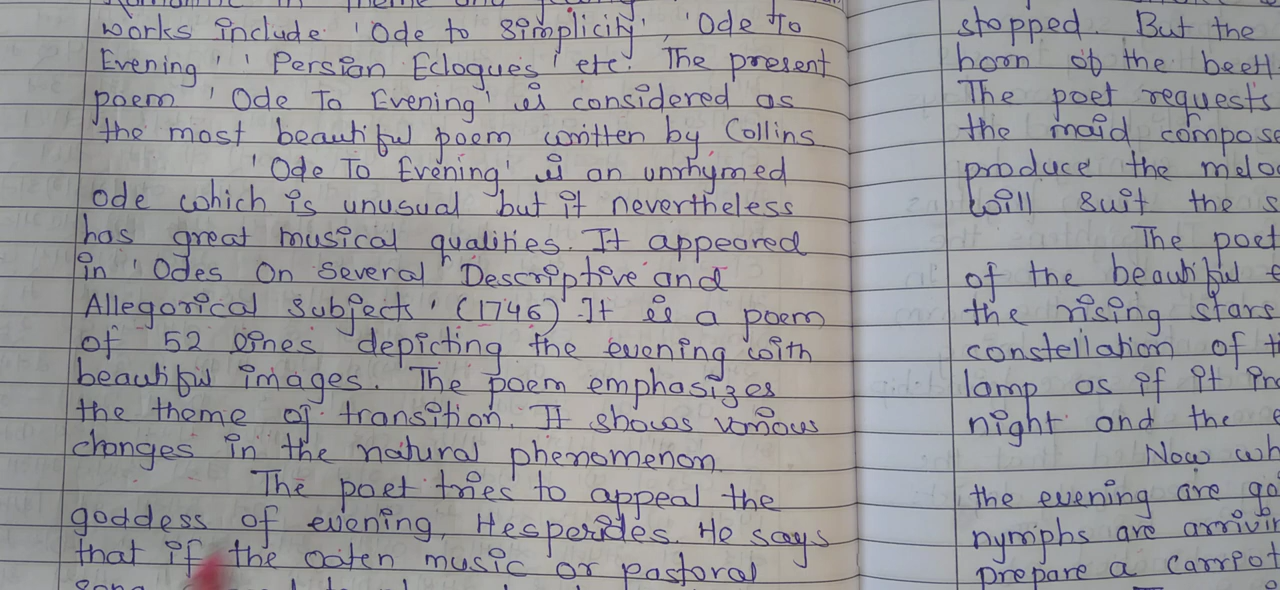 works include 'Ode to Simplicity', 'Ode to
Evening' 'Persian Eclogues' etc. The present
poem 'Ode To Evening' is considered as
the most beautiful poem written by Collins
'Ode To Evening' is an unrhymed
ode which is unusual but it nevertheless
has great musical qualities. It appeared
in 'Odes On Several Descriptive and
Allegorical Subjects' (1746). It is a poem
of 52 lines depicting the evening with
beautiful images. The poem emphasizes
the theme of transition. It shows various
changes in the natural phenomenon.
The poet tries to appeal the
goddess of evening, Hesperides. He says
that if the oaten music or pastoral
stopped. But the
horn of the beetl
The poet requests
the maid compose
produce the melo
will suit the s
The poet
of the beautiful
the rising stars
constellation of t
lamp as if it in
night and the
Now wh
the evening are go
nymphs are arrivin
prepare a carrpot